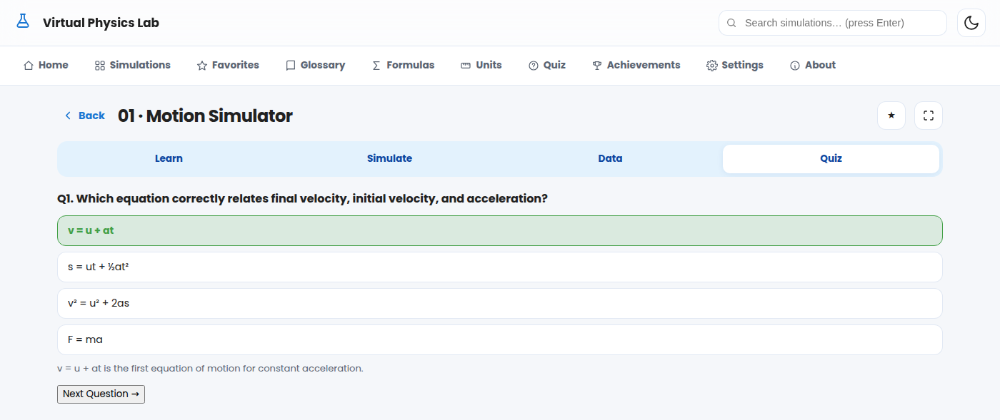 Virtual Physics Lab
Search simulations… (press Enter)
Home Simulations Favorites Glossary Formulas Units Quiz Achievements Settings About
Back 01 · Motion Simulator
Learn Simulate Data Quiz
Q1. Which equation correctly relates final velocity, initial velocity, and acceleration?
v = u + at
s = ut + ½at²
v² = u² + 2as
F = ma
v = u + at is the first equation of motion for constant acceleration.
Next Question →